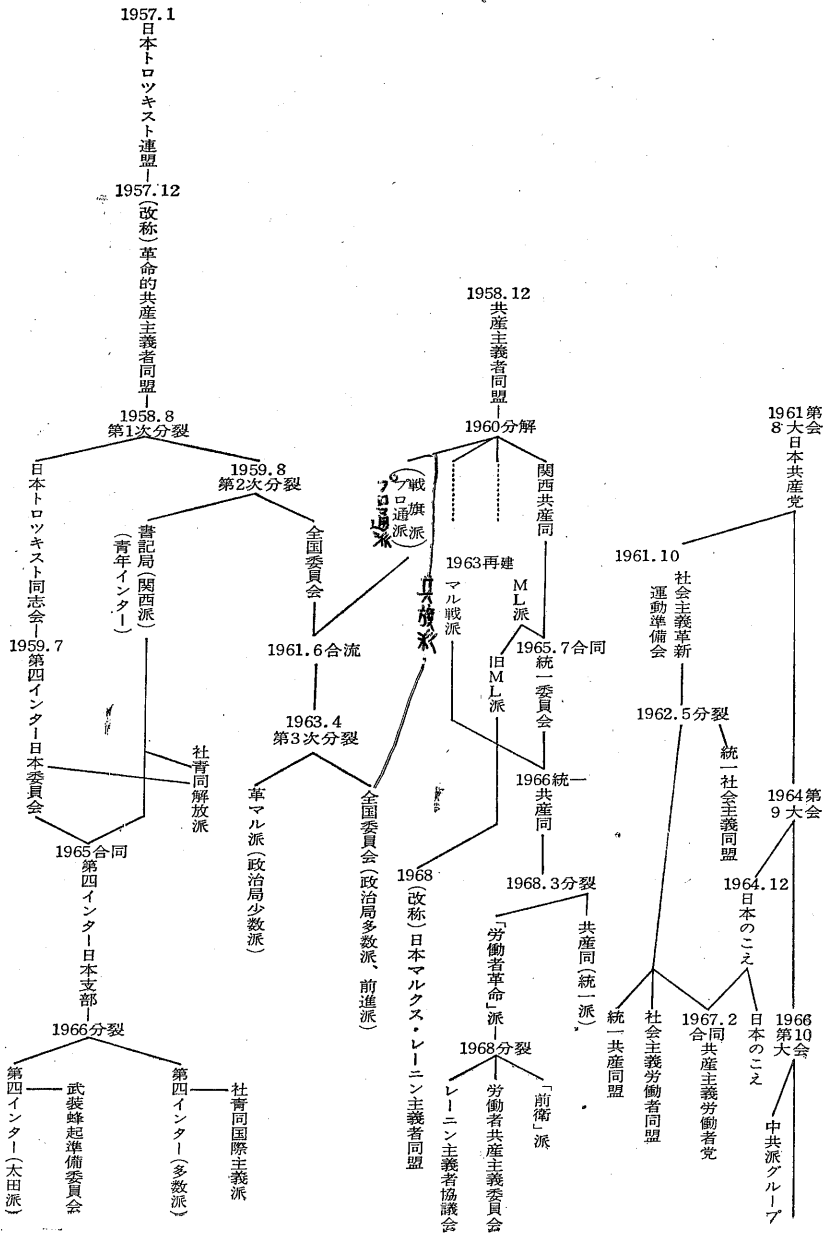 1957.1
日本トロツキスト連盟
1957.12
(改称)革命的共産主義者同盟
1958.8
第1次分裂
日本トロツキスト同志会
1959.7
第四インター日本委員会
1959.8
第2次分裂
書記局(関西派)
(青年インター)
全国委員会
社青同解放派
1965合同
第四インター日本支部
1966分裂
第四インター(太田派)
武装蜂起準備委員会
第四インター(多数派)
社青同国際主義派
1961.6合流
1963.4
第3次分裂
革マル派(政治局少数派)
全国委員会(政治局多数派、前進派)
1958.12
共産主義者同盟
1960分解
(戦旗派
プロ通派)
プロ通派
共旗派
関西共産同
1963再建
マル戦派
ML派
1965.7合同
統一委員会
旧ML派
1966統一
共産同
1968
(改称)日本マルクス・レーニン主義者同盟
1968.3分裂
「労働者革命」派
共産同(統一派)
1968分裂
レーニン主義者協議会
労働者共産主義委員会
「前衛」派
1961第
8大会
日本共産党
1961.10
社会主義革新
運動準備会
1962.5分裂
統一社会主義同盟
1964第
9大会
1964.12
日本のこえ
統一共産同盟
社会主義労働者同盟
1967.2
合同
共産主義労働者党
日本のこえ
1966
第10
大会
中共派グループ